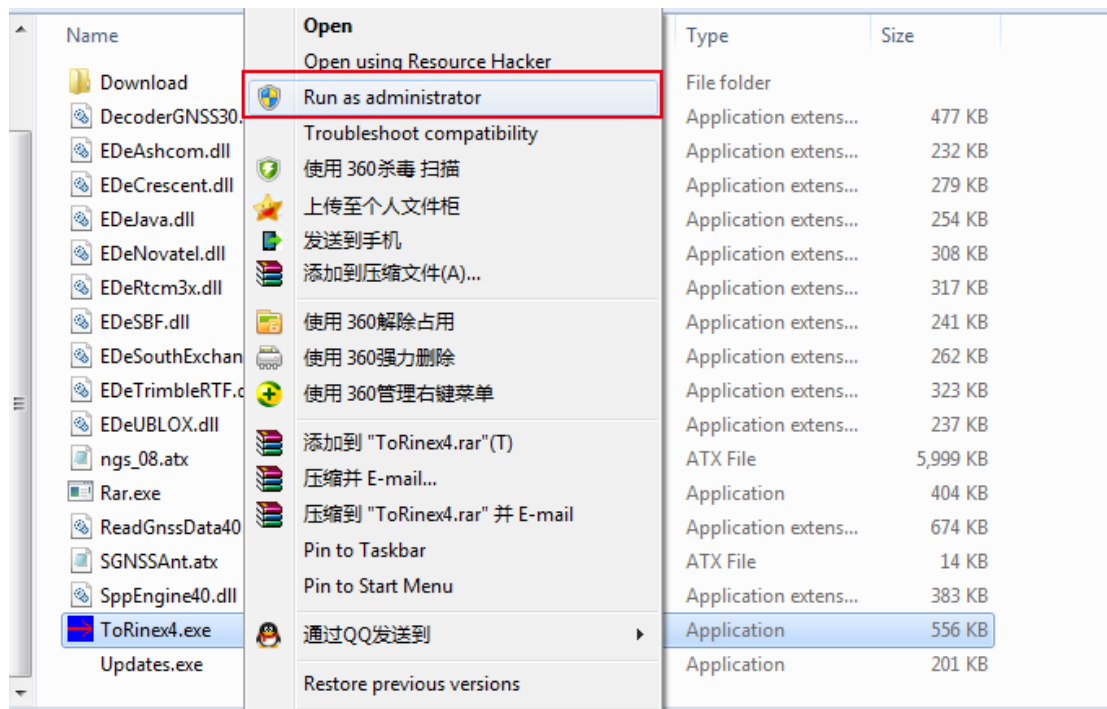 Name
Type
Size
Download
File folder
DecoderGNSS30.
Application extens...
477 KB
EDeAshcom.dll
Application extens...
232 KB
EDeCrescent.dll
Application extens...
279 KB
EDeJava.dll
Application extens...
254 KB
EDeNovatel.dll
Application extens...
308 KB
EDeRtcm3x.dll
Application extens...
317 KB
EDeSBF.dll
Application extens...
241 KB
EDeSouthExchan
Application extens...
262 KB
EDeTrimbleRTF.d
Application extens...
323 KB
EDeUBLOX.dll
Application extens...
237 KB
ngs_08.atx
ATX File
5,999 KB
Rar.exe
Application
404 KB
ReadGnssData40
Application extens...
674 KB
SGNSSAnt.atx
ATX File
14 KB
SppEngine40.dll
Application extens...
383 KB
ToRinex4.exe
Application
556 KB
Updates.exe
Application
201 KB
Open
Open using Resource Hacker
Run as administrator
Troubleshoot compatibility
使用 360杀毒 扫描
上传至个人文件柜
发送到手机
添加到压缩文件(A)...
使用 360解除占用
使用 360强力删除
使用 360管理右键菜单
添加到 "ToRinex4.rar"(T)
压缩并 E-mail...
压缩到 "ToRinex4.rar" 并 E-mail
Pin to Taskbar
Pin to Start Menu
通过QQ发送到
Restore previous versions